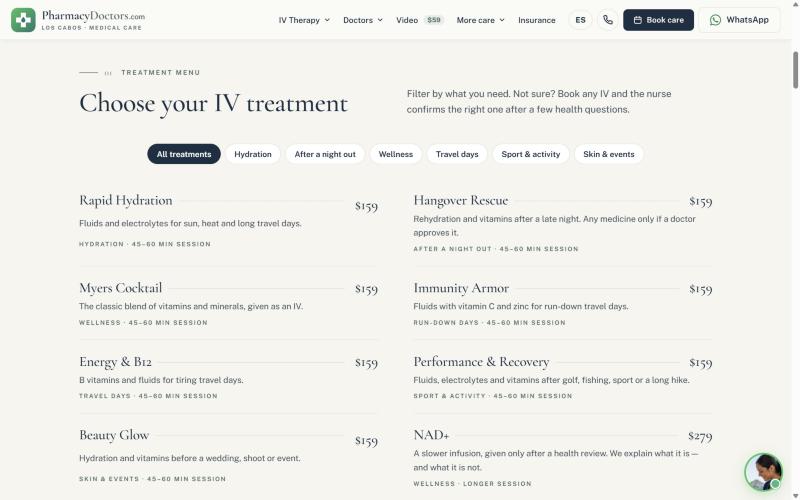 PharmacyDoctors.com
LOS CABOS · MEDICAL CARE
IV Therapy
Doctors
Video $59
More care
Insurance
ES
Book care
WhatsApp
TREATMENT MENU
Choose your IV treatment
Filter by what you need. Not sure? Book any IV and the nurse
confirms the right one after a few health questions.
All treatments
Hydration
After a night out
Wellness
Travel days
Sport & activity
Skin & events
Rapid Hydration $159
Fluids and electrolytes for sun, heat and long travel days.
HYDRATION · 45–60 MIN SESSION
Hangover Rescue $159
Rehydration and vitamins after a late night. Any medicine only if a doctor
approves it.
AFTER A NIGHT OUT · 45–60 MIN SESSION
Myers Cocktail $159
The classic blend of vitamins and minerals, given as an IV.
WELLNESS · 45–60 MIN SESSION
Immunity Armor $159
Fluids with vitamin C and zinc for run-down travel days.
RUN-DOWN DAYS · 45–60 MIN SESSION
Energy & B12 $159
B vitamins and fluids for tiring travel days.
TRAVEL DAYS · 45–60 MIN SESSION
Performance & Recovery $159
Fluids, electrolytes and vitamins after golf, fishing, sport or a long hike.
SPORT & ACTIVITY · 45–60 MIN SESSION
Beauty Glow $159
Hydration and vitamins before a wedding, shoot or event.
SKIN & EVENTS · 45–60 MIN SESSION
NAD+ $279
A slower infusion, given only after a health review. We explain what it is —
and what it is not.
WELLNESS · LONGER SESSION